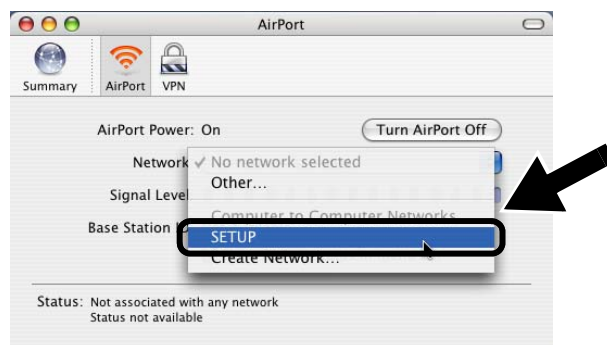 AirPort
Summary
AirPort
VPN
AirPort Power: On
Turn AirPort Off
Network
✓ No network selected
Other...
Signal Level
Computer to Computer Networks
Base Station ID
SETUP
Create Network...
Status: Not associated with any network
Status not available